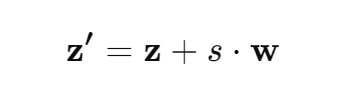 𝐳′ = 𝐳 + 𝑠 · 𝐰